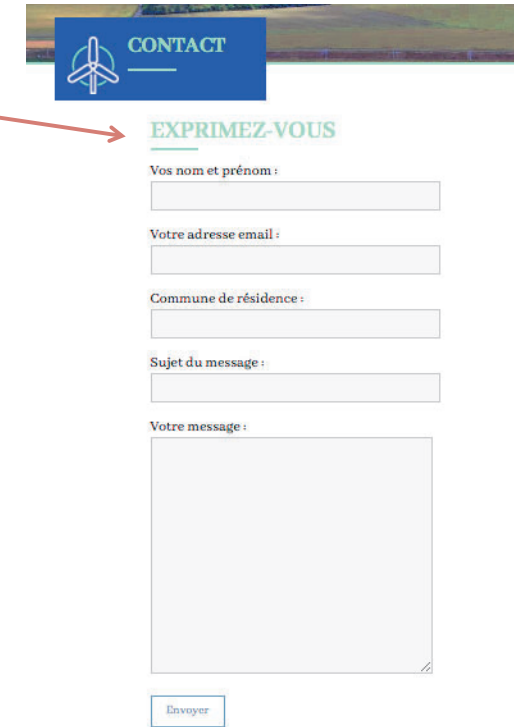 CONTACT
EXPRIMEZ-VOUS
Vos nom et prénom :
Votre adresse email :
Commune de résidence :
Sujet du message :
Votre message :
Envoyer